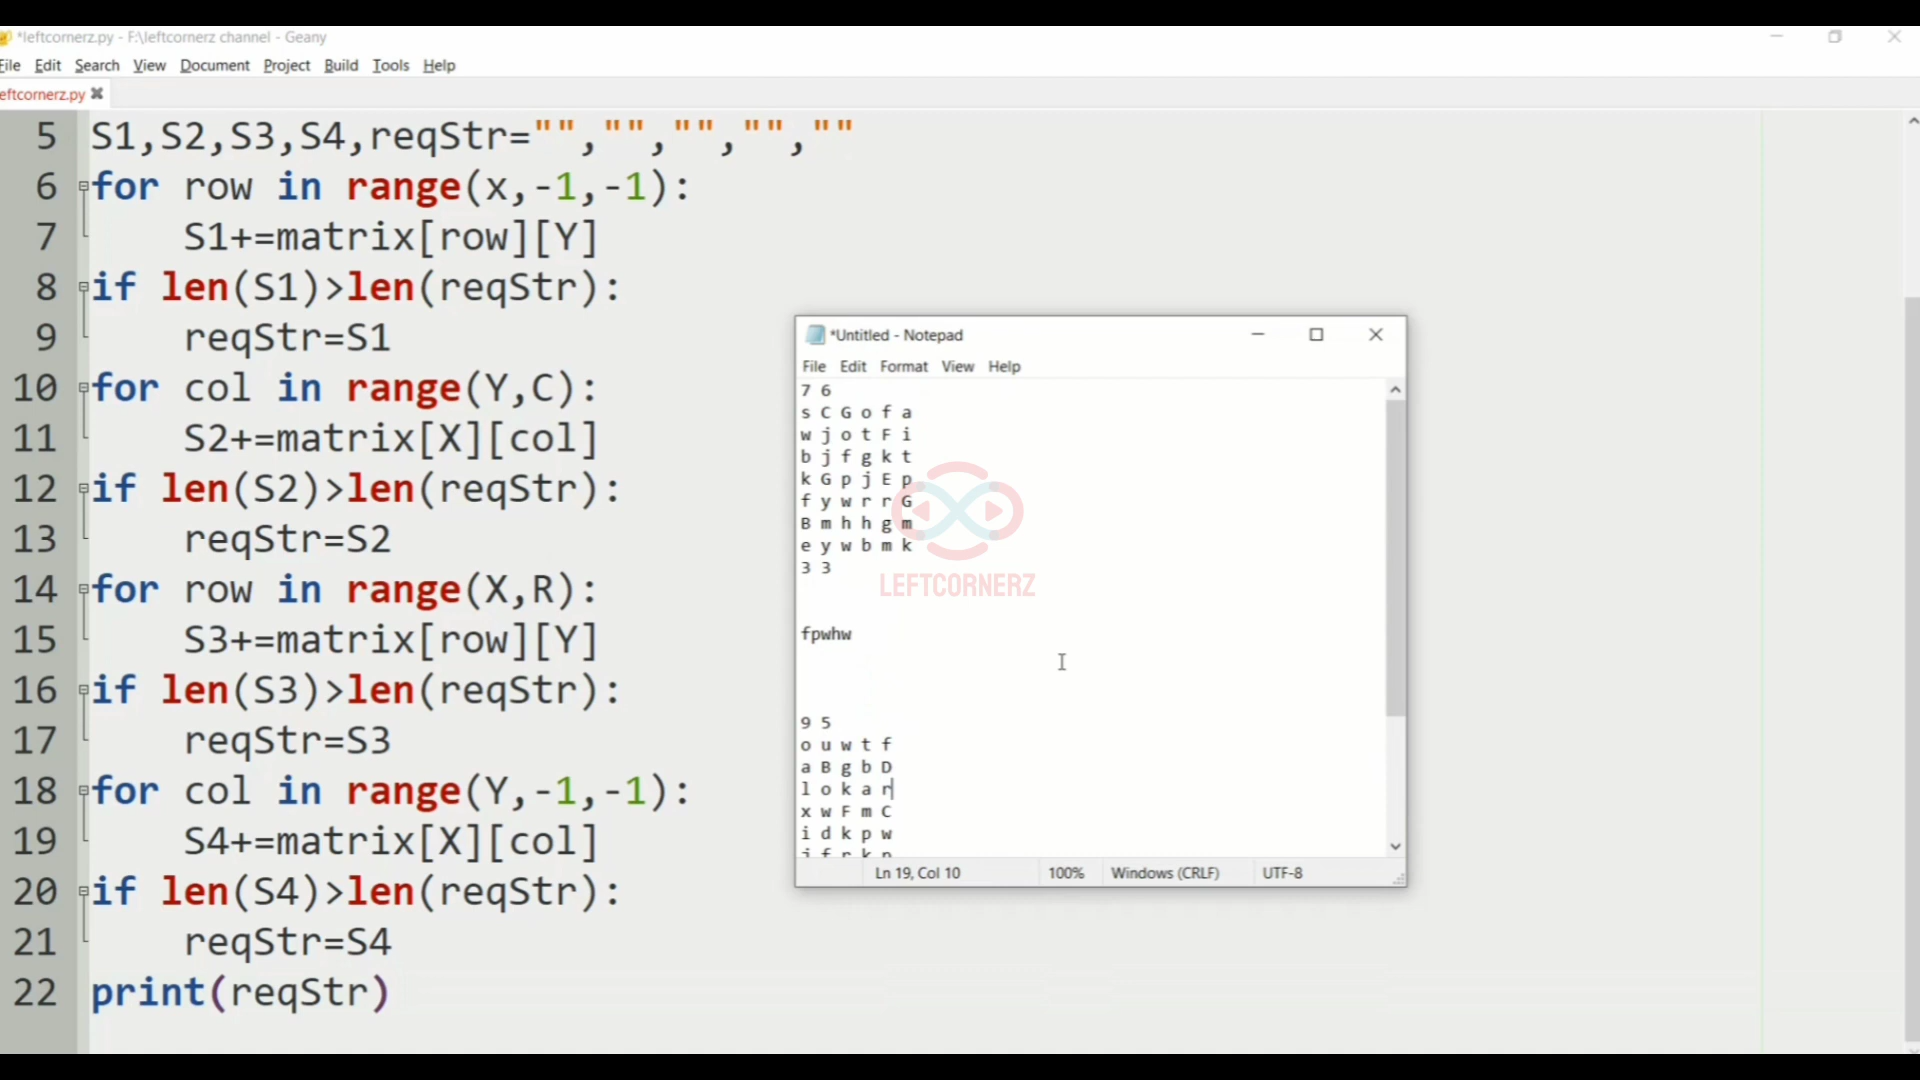 *leftcornerz.py - F:\leftcornerz channel - Geany
File Edit Search View Document Project Build Tools Help
leftcornerz.py
5 S1,S2,S3,S4,reqStr="","","","",""
6 for row in range(x,-1,-1):
7 S1+=matrix[row][Y]
8 if len(S1)>len(reqStr):
9 reqStr=S1
10 for col in range(Y,C):
11 S2+=matrix[X][col]
12 if len(S2)>len(reqStr):
13 reqStr=S2
14 for row in range(X,R):
15 S3+=matrix[row][Y]
16 if len(S3)>len(reqStr):
17 reqStr=S3
18 for col in range(Y,-1,-1):
19 S4+=matrix[X][col]
20 if len(S4)>len(reqStr):
21 reqStr=S4
22 print(reqStr)
*Untitled - Notepad
File Edit Format View Help
7 6
s C G o f a
w j o t F i
b j f g k t
k G p j E p
f y w r r G
B m h h g m
e y w b m k
3 3
fpwhw
9 5
o u w t f
a B g b D
l o k a r
x w F m C
i d k p w
Ln 19, Col 10 100% Windows (CRLF) UTF-8
LEFTCORNERZ